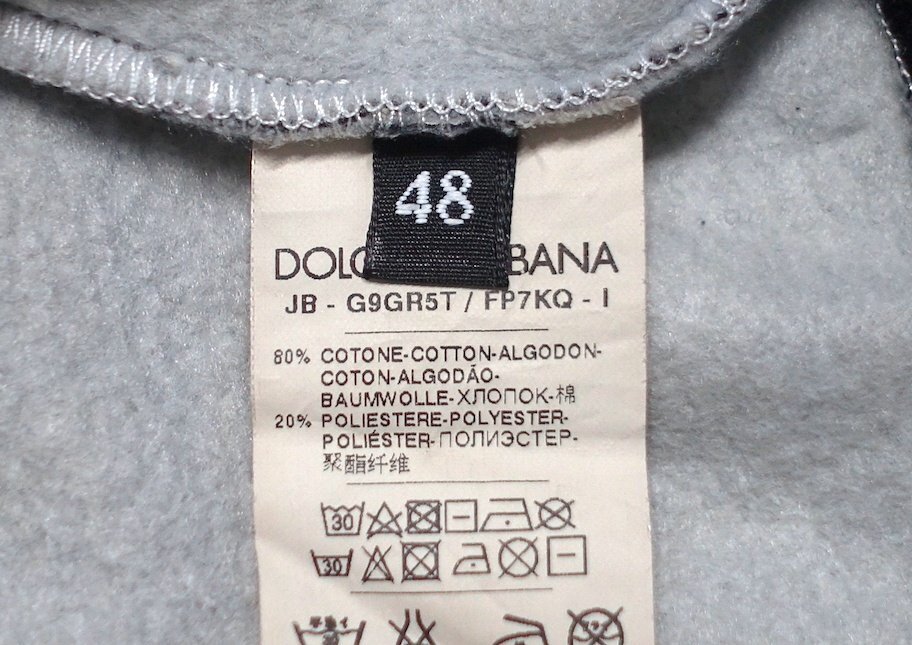 48
DOLC BANA
JB - G9GR5T / FP7KQ - I
80% COTONE-COTTON-ALGODON-
COTON-ALGODÃO-
BAUMWOLLE-ХЛОПОК-棉
20% POLIESTERE-POLYESTER-
POLIÉSTER-ПОЛИЭСТЕР-
聚酯纤维
30
30